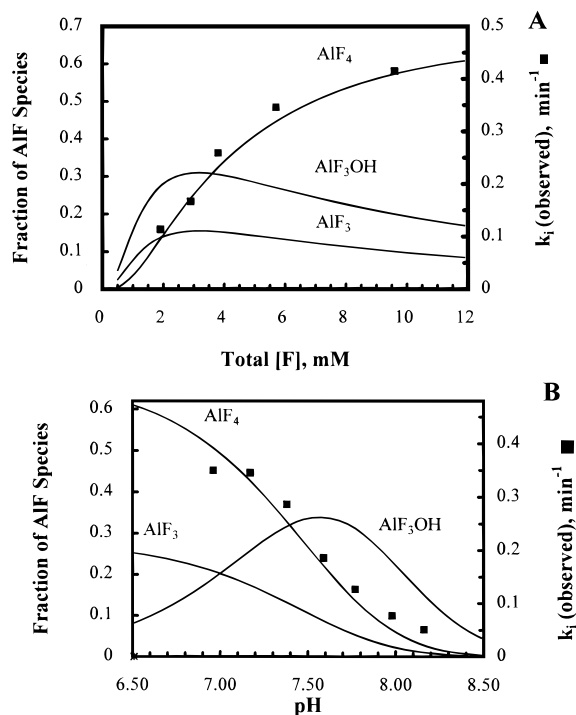 A
0.7
0.6
0.5
0.4
0.3
0.2
0.1
0
Fraction of AlF Species
AlF₄
AlF₃OH
AlF₃
0.5
0.4
0.3
0.2
0.1
0
kᵢ (observed), min⁻¹ ■
0 2 4 6 8 10 12
Total [F], mM
B
0.6
0.5
0.4
0.3
0.2
0.1
0
Fraction of AlF Species
AlF₄
AlF₃
AlF₃OH
0.4
0.3
0.2
0.1
0
kᵢ (observed), min⁻¹ ■
6.50 7.00 7.50 8.00 8.50
pH